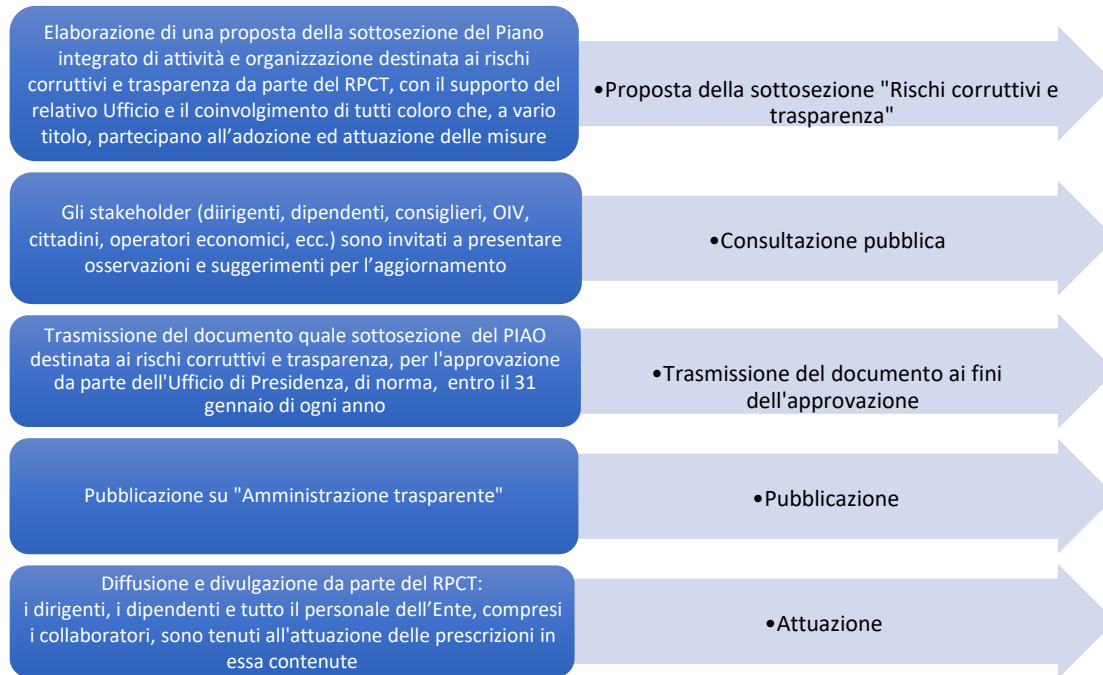 Elaborazione di una proposta della sottosezione del Piano
integrato di attività e organizzazione destinata ai rischi
corruttivi e trasparenza da parte del RPCT, con il supporto del
relativo Ufficio e il coinvolgimento di tutti coloro che, a vario
titolo, partecipano all’adozione ed attuazione delle misure
•Proposta della sottosezione "Rischi corruttivi e
trasparenza"
Gli stakeholder (diirigenti, dipendenti, consiglieri, OIV,
cittadini, operatori economici, ecc.) sono invitati a presentare
osservazioni e suggerimenti per l’aggiornamento
•Consultazione pubblica
Trasmissione del documento quale sottosezione del PIAO
destinata ai rischi corruttivi e trasparenza, per l'approvazione
da parte dell'Ufficio di Presidenza, di norma, entro il 31
gennaio di ogni anno
•Trasmissione del documento ai fini
dell'approvazione
Pubblicazione su "Amministrazione trasparente"
•Pubblicazione
Diffusione e divulgazione da parte del RPCT:
i dirigenti, i dipendenti e tutto il personale dell’Ente, compresi
i collaboratori, sono tenuti all'attuazione delle prescrizioni in
essa contenute
•Attuazione